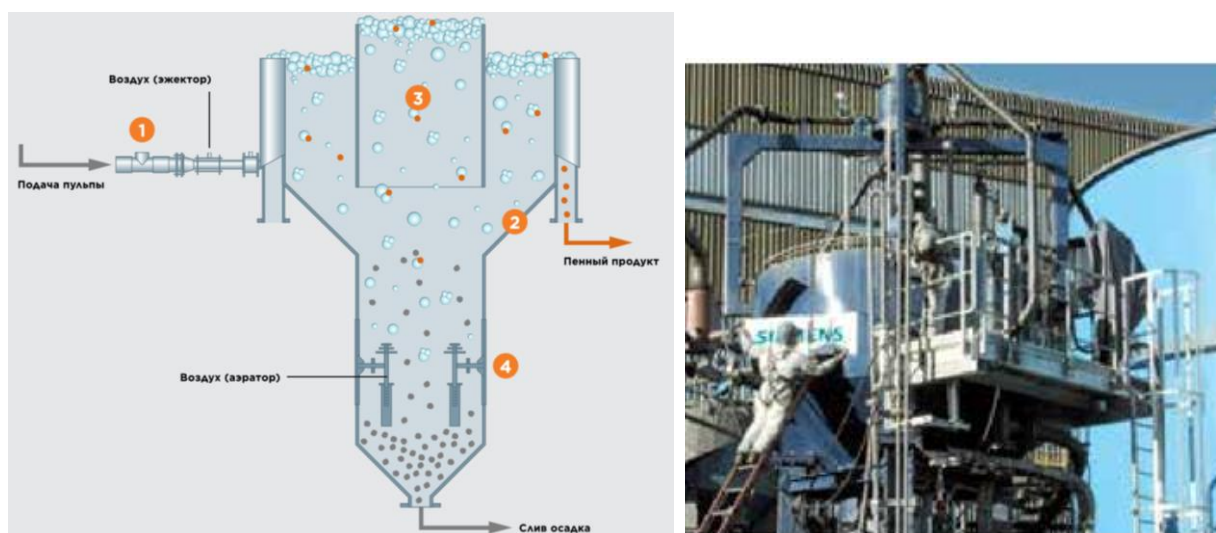 Воздух (эжектор)
1
3
Подача пульпы
2
Пенный продукт
4
Воздух (аэратор)
Слив осадка
SIEMENS